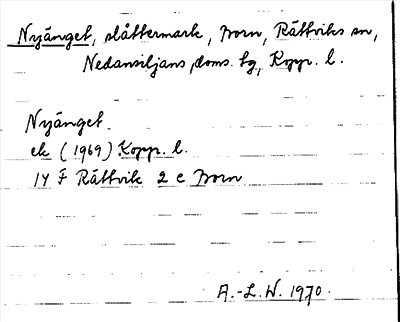 Nyänget, slåttermark, Born, Rättviks sn,
Nedansiljans doms. tg, Kopp. l.
Nyänget
ek (1969) Kopp. l.
14 F Rättvik 2 c Born
A.-L.W. 1970.